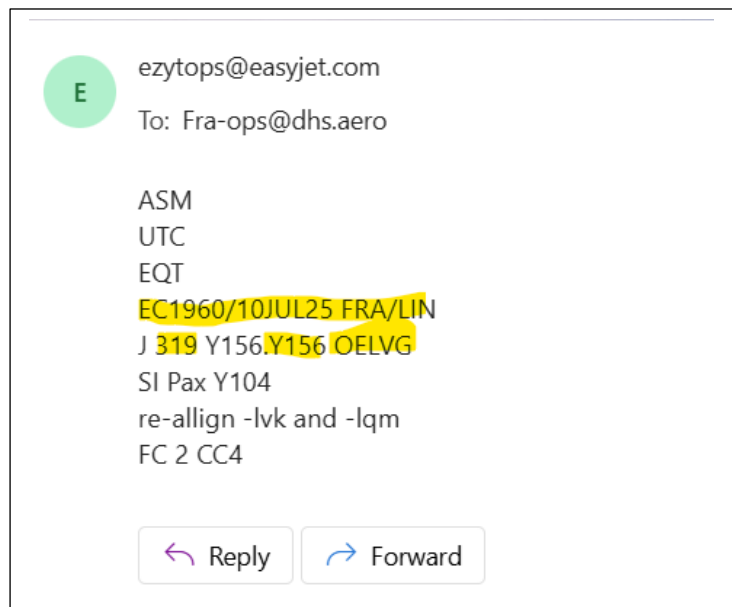 E
ezytops@easyjet.com
To: Fra-ops@dhs.aero
ASM
UTC
EQT
EC1960/10JUL25 FRA/LIN
J 319 Y156.Y156 OELVG
SI Pax Y104
re-allign -lvk and -lqm
FC 2 CC4
Reply
Forward